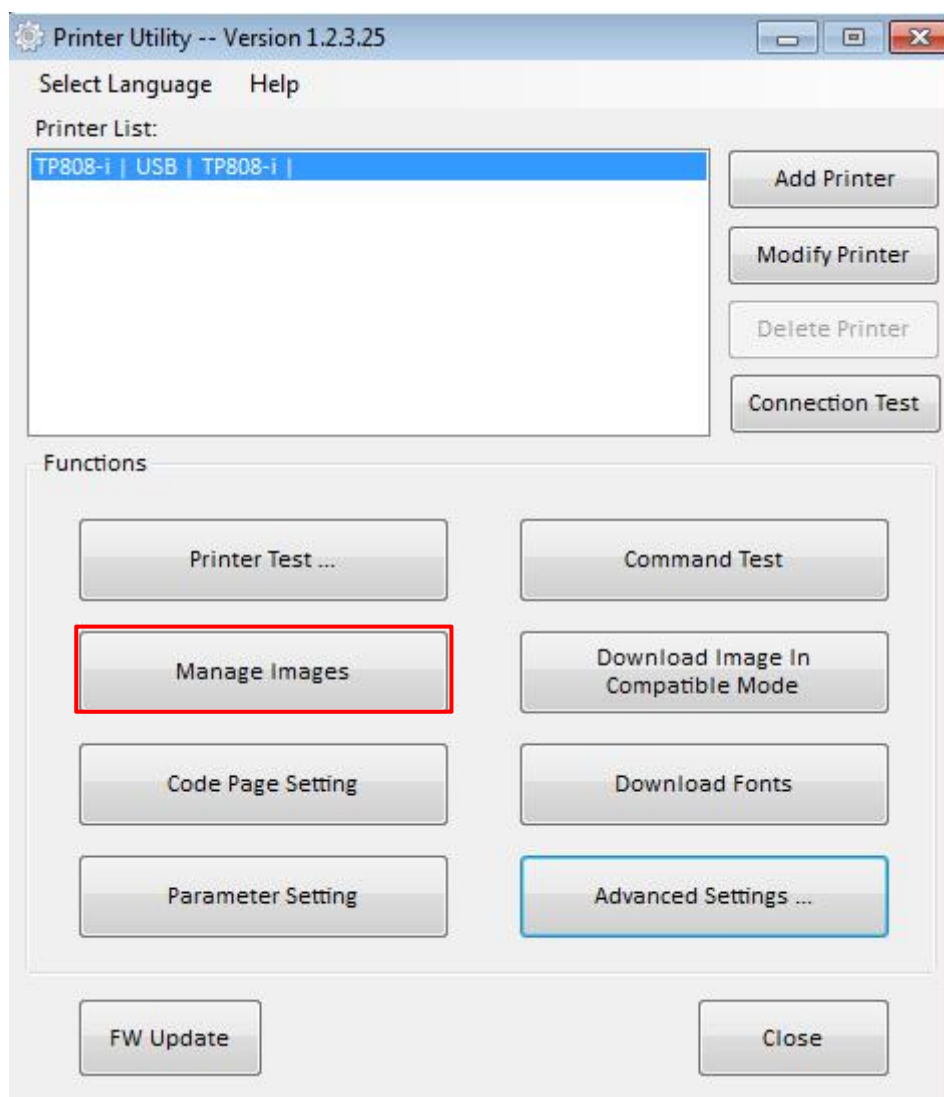 Printer Utility -- Version 1.2.3.25
Select Language Help
Printer List:
TP808-i | USB | TP808-i |
Add Printer
Modify Printer
Delete Printer
Connection Test
Functions
Printer Test ...
Command Test
Manage Images
Download Image In
Compatible Mode
Code Page Setting
Download Fonts
Parameter Setting
Advanced Settings ...
FW Update
Close